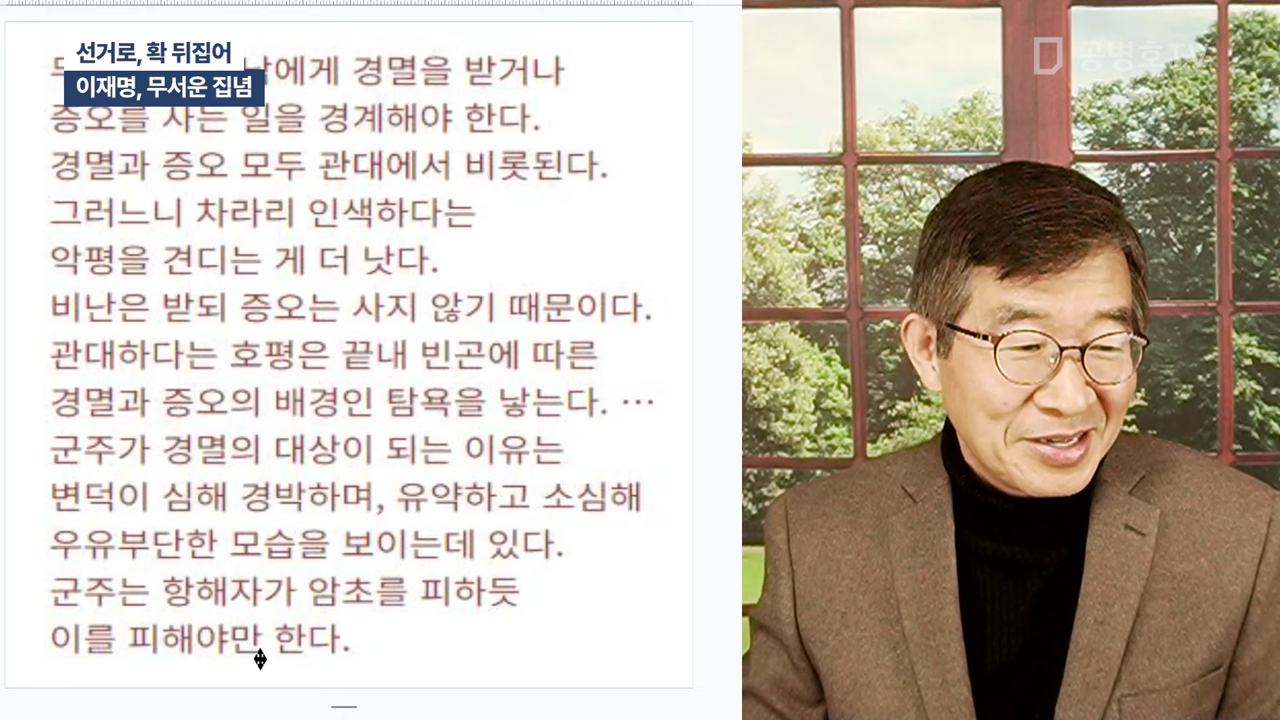 선거로, 확 뒤집어
이재명, 무서운 집념
남에게 경멸을 받거나
증오를 사는 일을 경계해야 한다.
경멸과 증오 모두 관대에서 비롯된다.
그러느니 차라리 인색하다는
악평을 견디는 게 더 낫다.
비난은 받되 증오는 사지 않기 때문이다.
관대하다는 호평은 끝내 빈곤에 따른
경멸과 증오의 배경인 탐욕을 낳는다. …
군주가 경멸의 대상이 되는 이유는
변덕이 심해 경박하며, 유약하고 소심해
우유부단한 모습을 보이는데 있다.
군주는 항해자가 암초를 피하듯
이를 피해야만 한다.
공병호TV